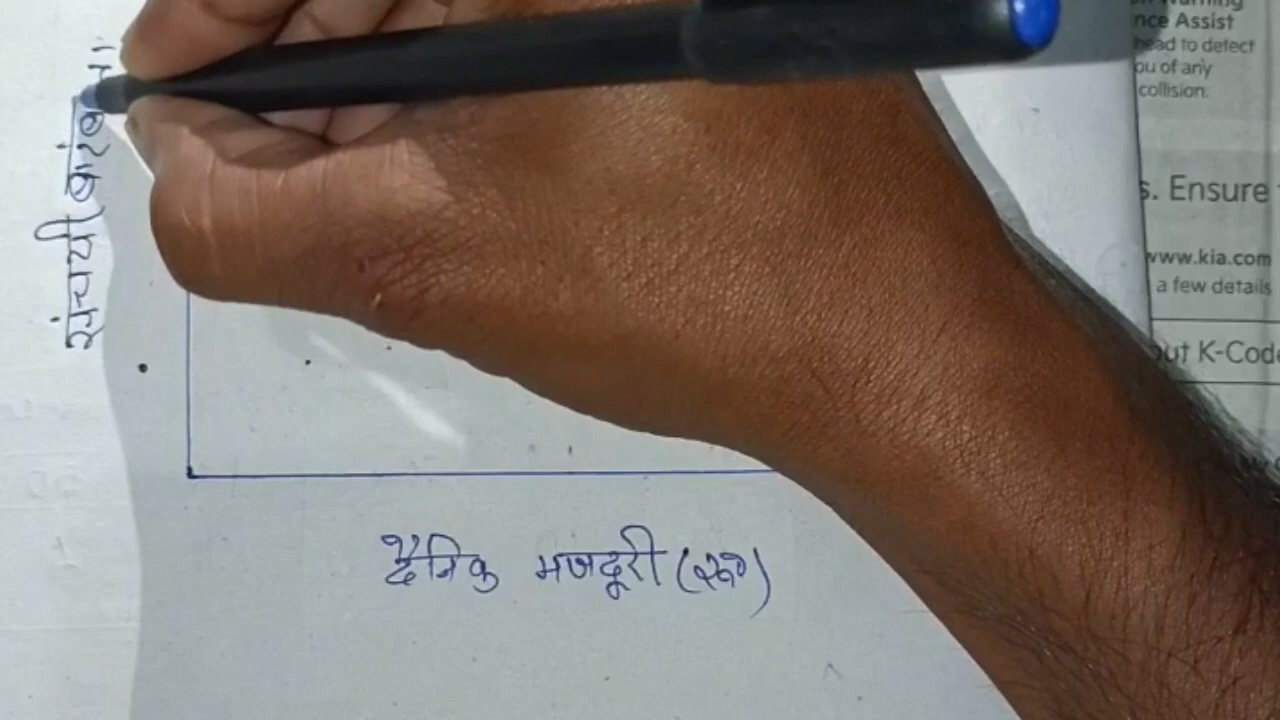 संचयी बारंबा
दैनिक मजदूरी (रू०)
nce Assist
head to detect
ou of any
collision.
s. Ensure
www.kia.com
a few details
out K-Code